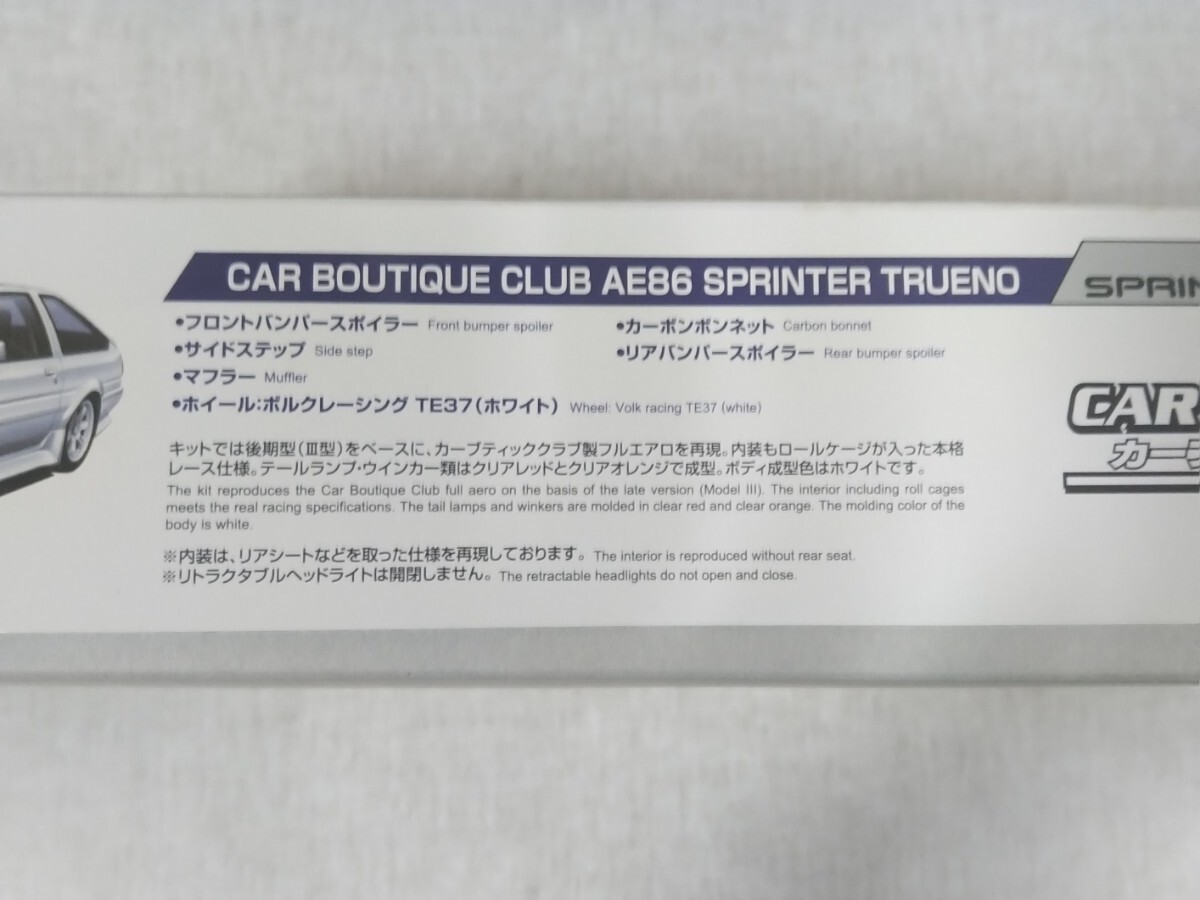 CAR BOUTIQUE CLUB AE86 SPRINTER TRUENO
SPRIN
•フロントバンパースポイラー Front bumper spoiler
•カーボンボンネット Carbon bonnet
•サイドステップ Side step
•リアバンパースポイラー Rear bumper spoiler
•マフラー Muffler
•ホイール:ボルクレーシング TE37(ホワイト) Wheel: Volk racing TE37 (white)
CAR
カー
キットでは後期型(Ⅲ型)をベースに、カーブティッククラブ製フルエアロを再現。内装もロールケージが入った本格
レース仕様。テールランプ・ウインカー類はクリアレッドとクリアオレンジで成型。ボディ成型色はホワイトです。
The kit reproduces the Car Boutique Club full aero on the basis of the late version (Model III). The interior including roll cages
meets the real racing specifications. The tail lamps and winkers are molded in clear red and clear orange. The molding color of the
body is white.
※内装は、リアシートなどを取った仕様を再現しております。 The interior is reproduced without rear seat.
※リトラクタブルヘッドライトは開閉しません。 The retractable headlights do not open and close.